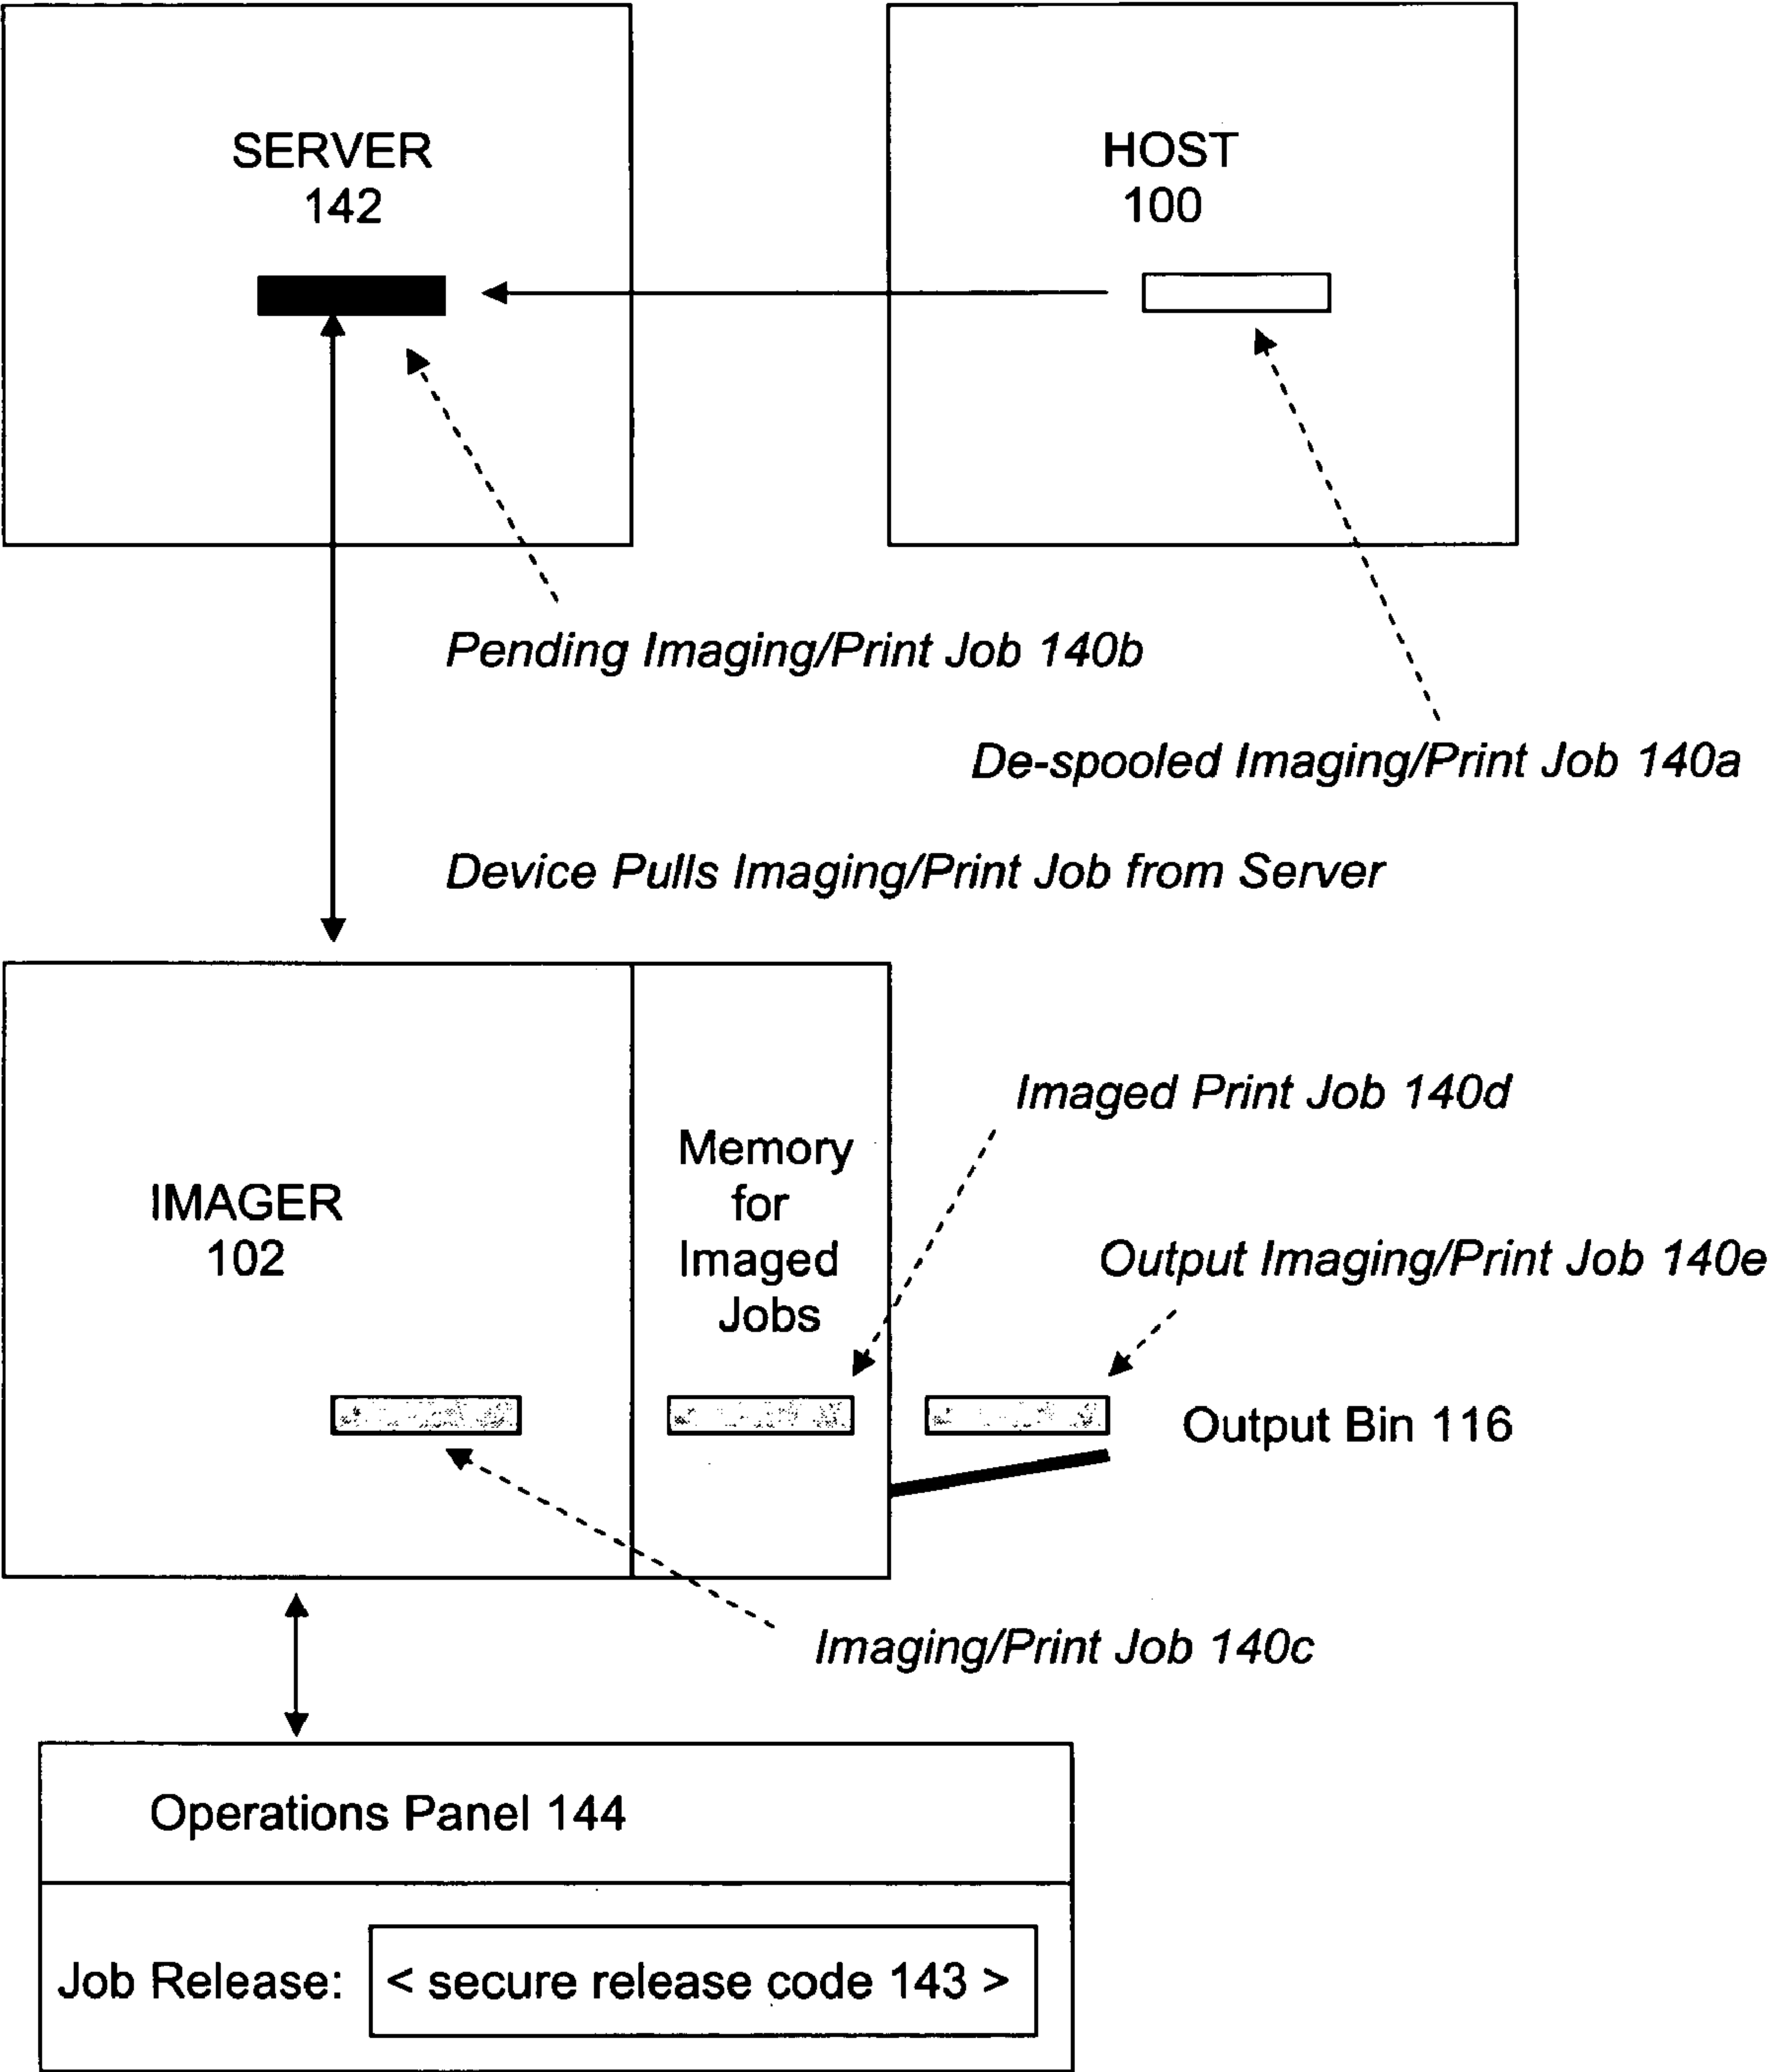 SERVER
142
HOST
100
Pending Imaging/Print Job 140b
De-spooled Imaging/Print Job 140a
Device Pulls Imaging/Print Job from Server
Imaged Print Job 140d
Memory
for
Imaged
Jobs
IMAGER
102
Output Imaging/Print Job 140e
Output Bin 116
Imaging/Print Job 140c
Operations Panel 144
Job Release: < secure release code 143 >